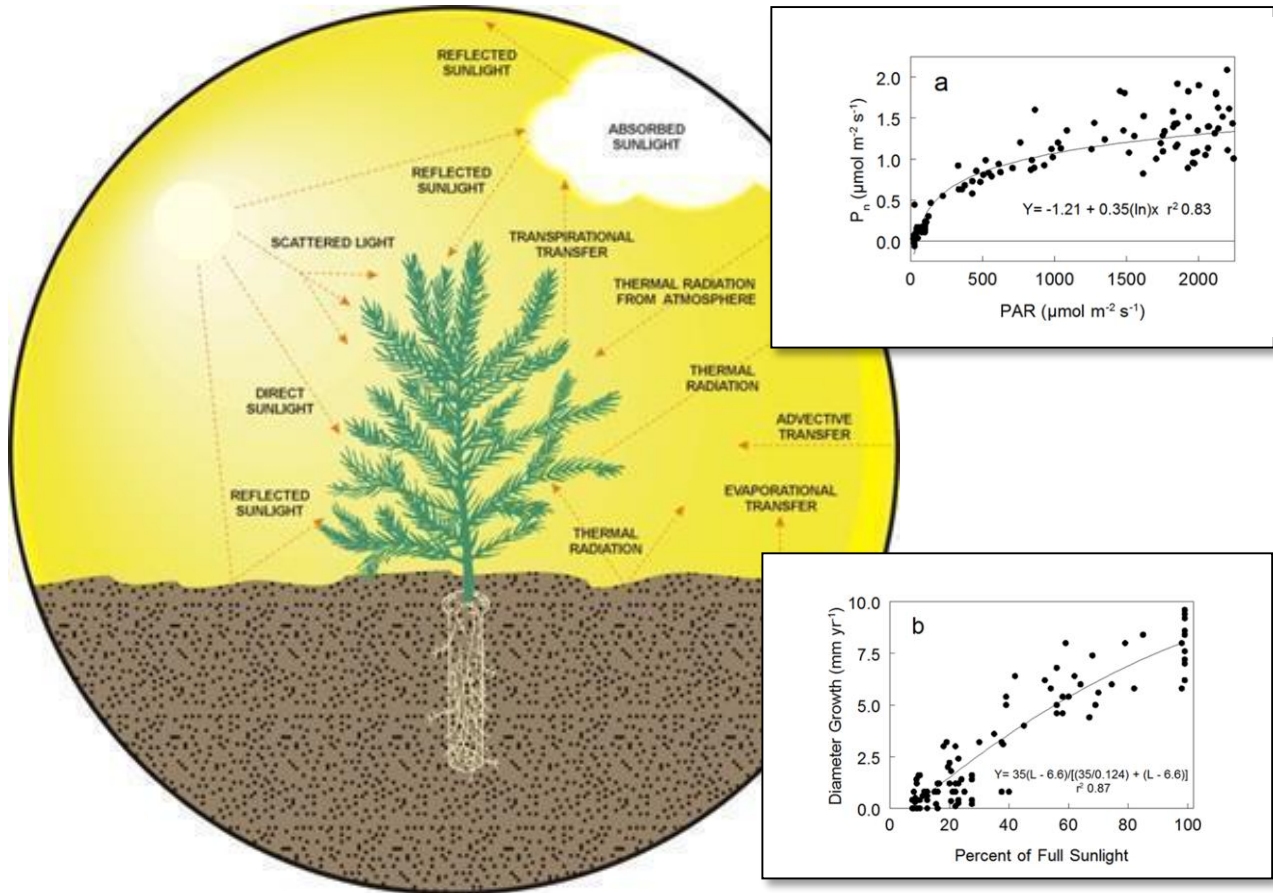 REFLECTED
SUNLIGHT
ABSORBED
SUNLIGHT
REFLECTED
SUNLIGHT
SCATTERED LIGHT
TRANSPIRATIONAL
TRANSFER
THERMAL RADIATION
FROM ATMOSPHERE
DIRECT
SUNLIGHT
THERMAL
RADIATION
ADVECTIVE
TRANSFER
REFLECTED
SUNLIGHT
EVAPORATIONAL
TRANSFER
THERMAL
RADIATION
a
2.0
1.5
1.0
0.5
0.0
Pn (µmol m-2 s-1)
Y= -1.21 + 0.35(ln)x r2 0.83
0 500 1000 1500 2000
PAR (µmol m-2 s-1)
b
10.0
7.5
5.0
2.5
0.0
Diameter Growth (mm yr-1)
Y= 35(L - 6.6)/[(35/0.124) + (L - 6.6)]
r2 0.87
0 20 40 60 80 100
Percent of Full Sunlight